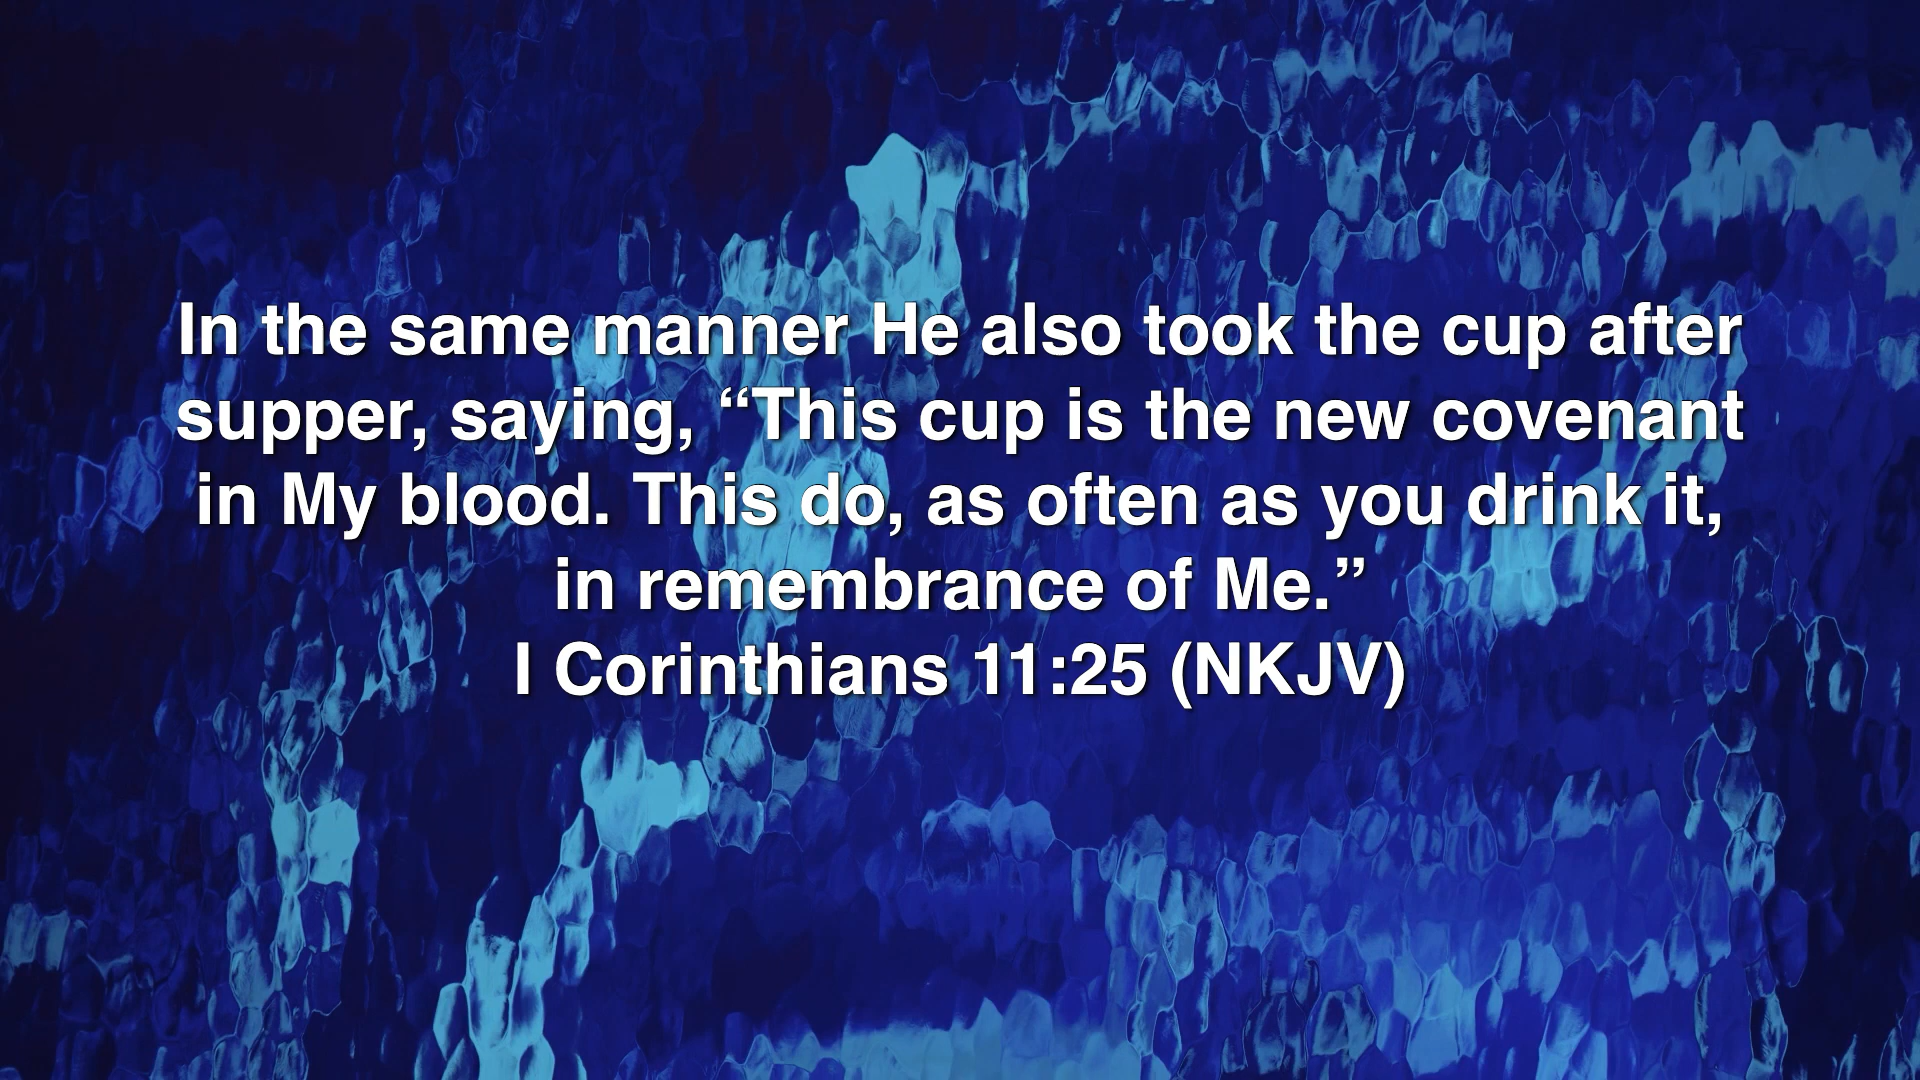 In the same manner He also took the cup after
supper, saying, “This cup is the new covenant
in My blood. This do, as often as you drink it,
in remembrance of Me.”
I Corinthians 11:25 (NKJV)